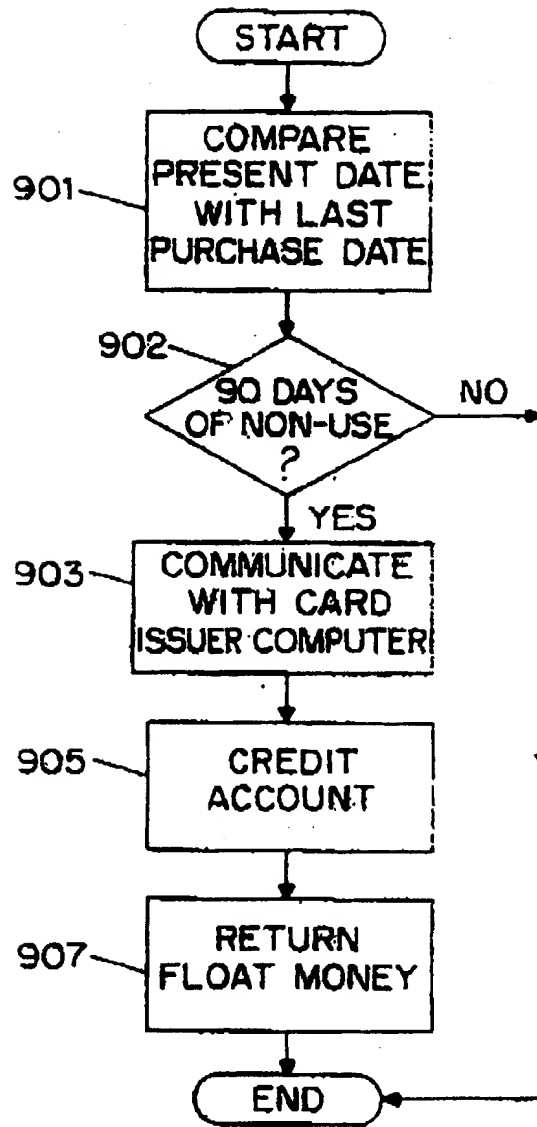 START
901
COMPARE
PRESENT DATE
WITH LAST
PURCHASE DATE
902
90 DAYS
OF NON-USE
?
NO
YES
903
COMMUNICATE
WITH CARD
ISSUER COMPUTER
905
CREDIT
ACCOUNT
907
RETURN
FLOAT MONEY
END